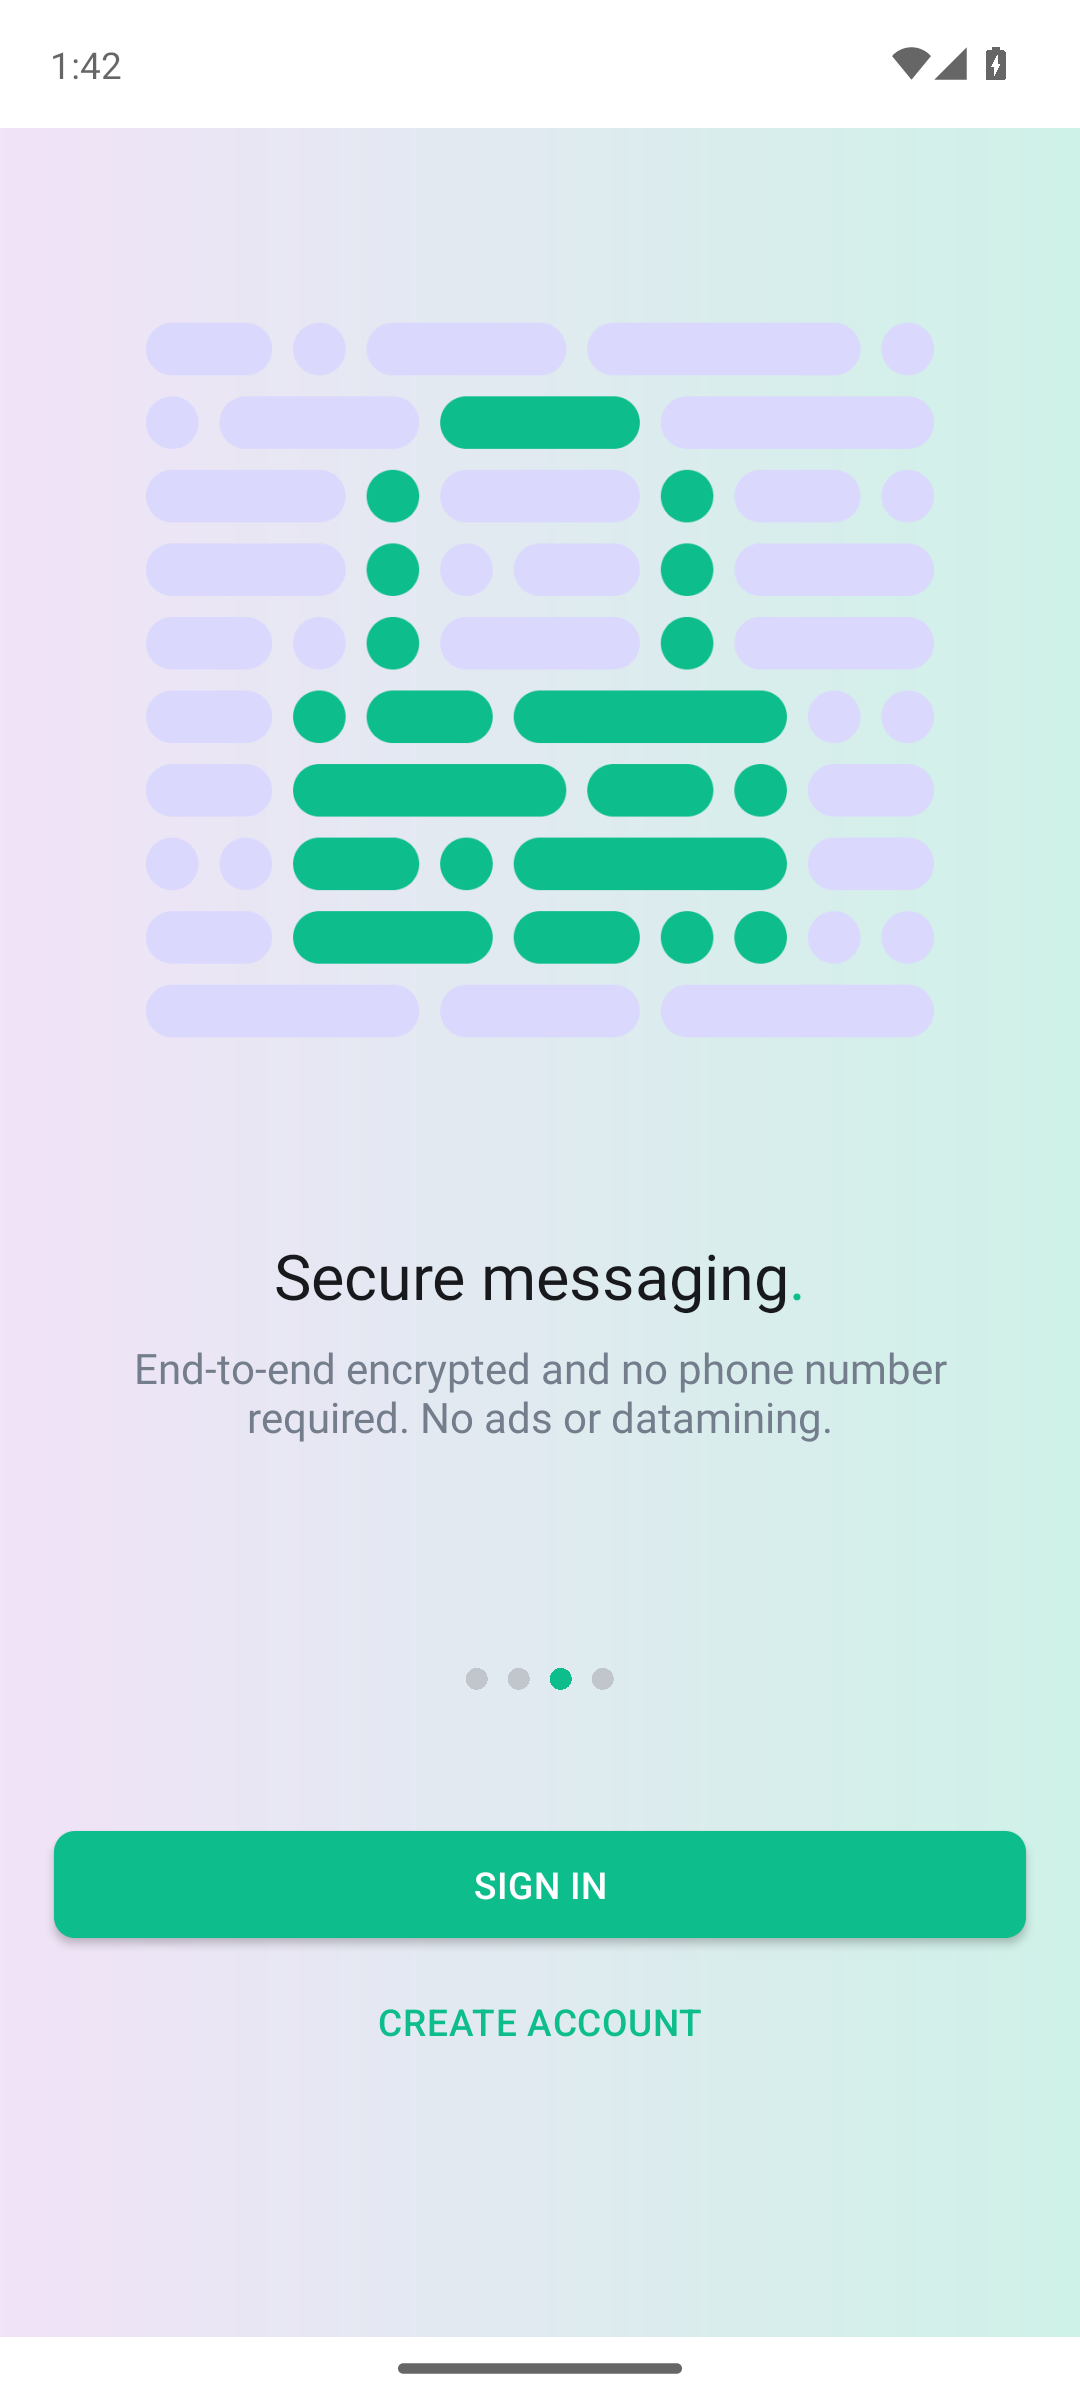 1:42
Secure messaging.
End-to-end encrypted and no phone number
required. No ads or datamining.
SIGN IN
CREATE ACCOUNT